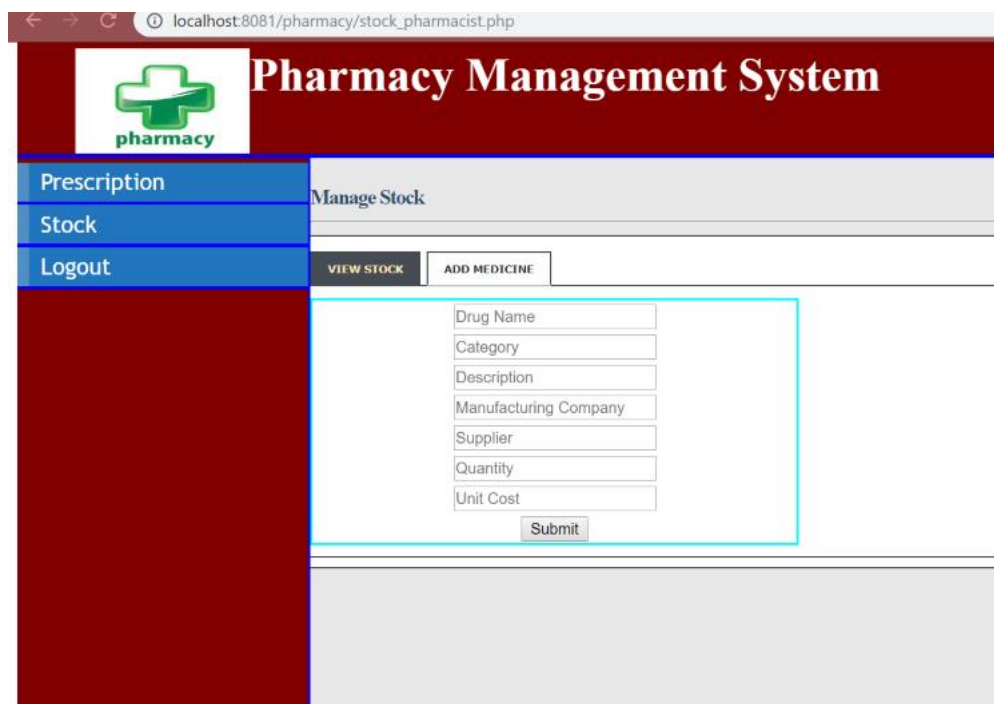 localhost:8081/pharmacy/stock_pharmacist.php
Pharmacy Management System
pharmacy
Prescription
Stock
Logout
Manage Stock
VIEW STOCK
ADD MEDICINE
Drug Name
Category
Description
Manufacturing Company
Supplier
Quantity
Unit Cost
Submit